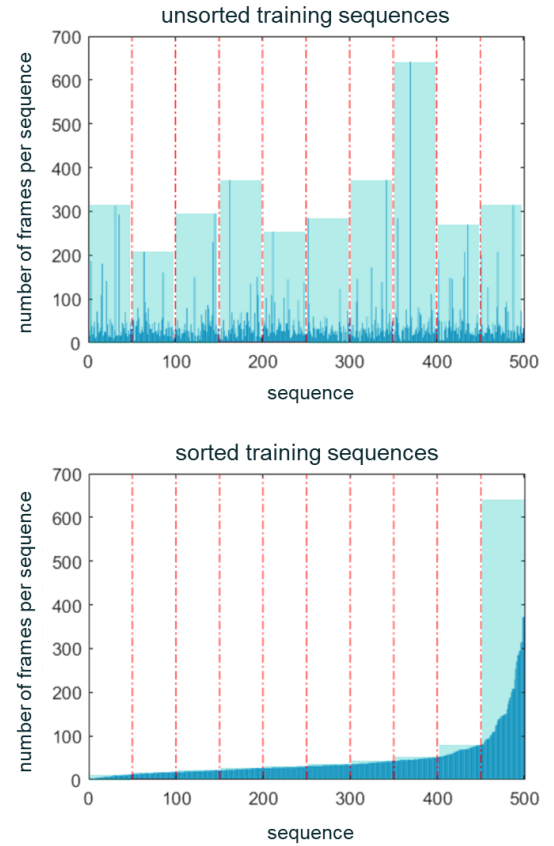 unsorted training sequences
700
600
500
400
300
200
100
0
number of frames per sequence
0 100 200 300 400 500
sequence
sorted training sequences
700
600
500
400
300
200
100
0
number of frames per sequence
0 100 200 300 400 500
sequence